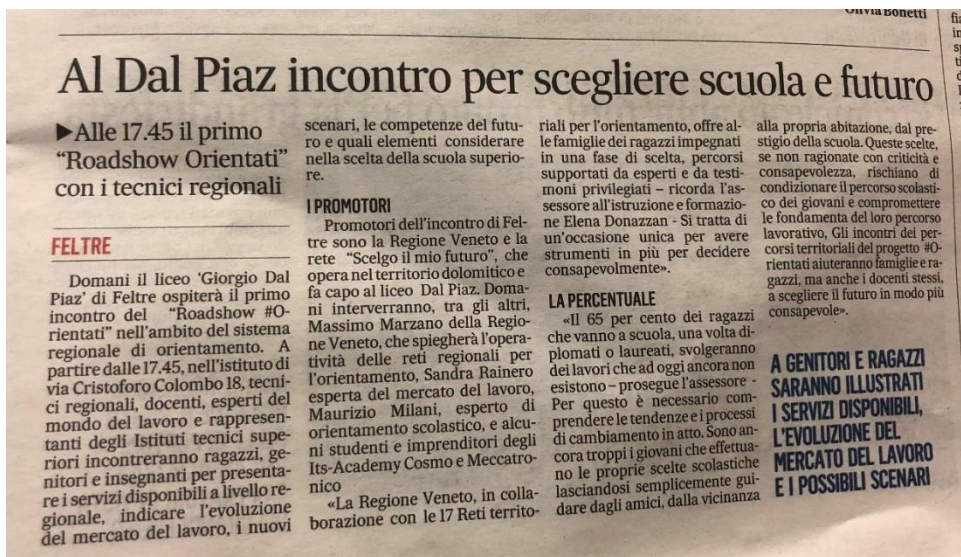 Olivia Bonetti
Al Dal Piaz incontro per scegliere scuola e futuro
►Alle 17.45 il primo
"Roadshow Orientati"
con i tecnici regionali
FELTRE
Domani il liceo 'Giorgio Dal
Piaz' di Feltre ospiterà il primo
incontro del "Roadshow #O-
rientati" nell'ambito del sistema
regionale di orientamento. A
partire dalle 17.45, nell'istituto di
via Cristoforo Colombo 18, tecni-
ci regionali, docenti, esperti del
mondo del lavoro e rappresen-
tanti degli Istituti tecnici supe-
riori incontreranno ragazzi, ge-
nitori e insegnanti per presenta-
re i servizi disponibili a livello re-
gionale, indicare l'evoluzione
del mercato del lavoro, i nuovi
scenari, le competenze del futu-
ro e quali elementi considerare
nella scelta della scuola superio-
re.
I PROMOTORI
Promotori dell'incontro di Fel-
tre sono la Regione Veneto e la
rete "Scelgo il mio futuro", che
opera nel territorio dolomitico e
fa capo al liceo Dal Piaz. Doma-
ni interverranno, tra gli altri,
Massimo Marzano della Regio-
ne Veneto, che spiegherà l'opera-
tività delle reti regionali per
l'orientamento, Sandra Rainero
esperta del mercato del lavoro,
Maurizio Milani, esperto di
orientamento scolastico, e alcu-
ni studenti e imprenditori degli
Its-Academy Cosmo e Meccatro-
nico
«La Regione Veneto, in colla-
borazione con le 17 Reti territo-
riali per l'orientamento, offre al-
le famiglie dei ragazzi impegnati
in una fase di scelta, percorsi
supportati da esperti e da testi-
moni privilegiati – ricorda l'as-
sessore all'istruzione e formazio-
ne Elena Donazzan - Si tratta di
un'occasione unica per avere
strumenti in più per decidere
consapevolmente».
LA PERCENTUALE
«Il 65 per cento dei ragazzi
che vanno a scuola, una volta di-
plomati o laureati, svolgeranno
dei lavori che ad oggi ancora non
esistono – prosegue l'assessore -
Per questo è necessario com-
prendere le tendenze e i processi
di cambiamento in atto. Sono an-
cora troppi i giovani che effettua-
no le proprie scelte scolastiche
lasciandosi semplicemente gui-
dare dagli amici, dalla vicinanza
alla propria abitazione, dal pre-
stigio della scuola. Queste scelte,
se non ragionate con criticità e
consapevolezza, rischiano di
condizionare il percorso scolasti-
co dei giovani e compromettere
le fondamenta del loro percorso
lavorativo, Gli incontri dei per-
corsi territoriali del progetto #O-
rientati aiuteranno famiglie e ra-
gazzi, ma anche i docenti stessi,
a scegliere il futuro in modo più
consapevole».
A GENITORI E RAGAZZI
SARANNO ILLUSTRATI
I SERVIZI DISPONIBILI,
L'EVOLUZIONE DEL
MERCATO DEL LAVORO
E I POSSIBILI SCENARI